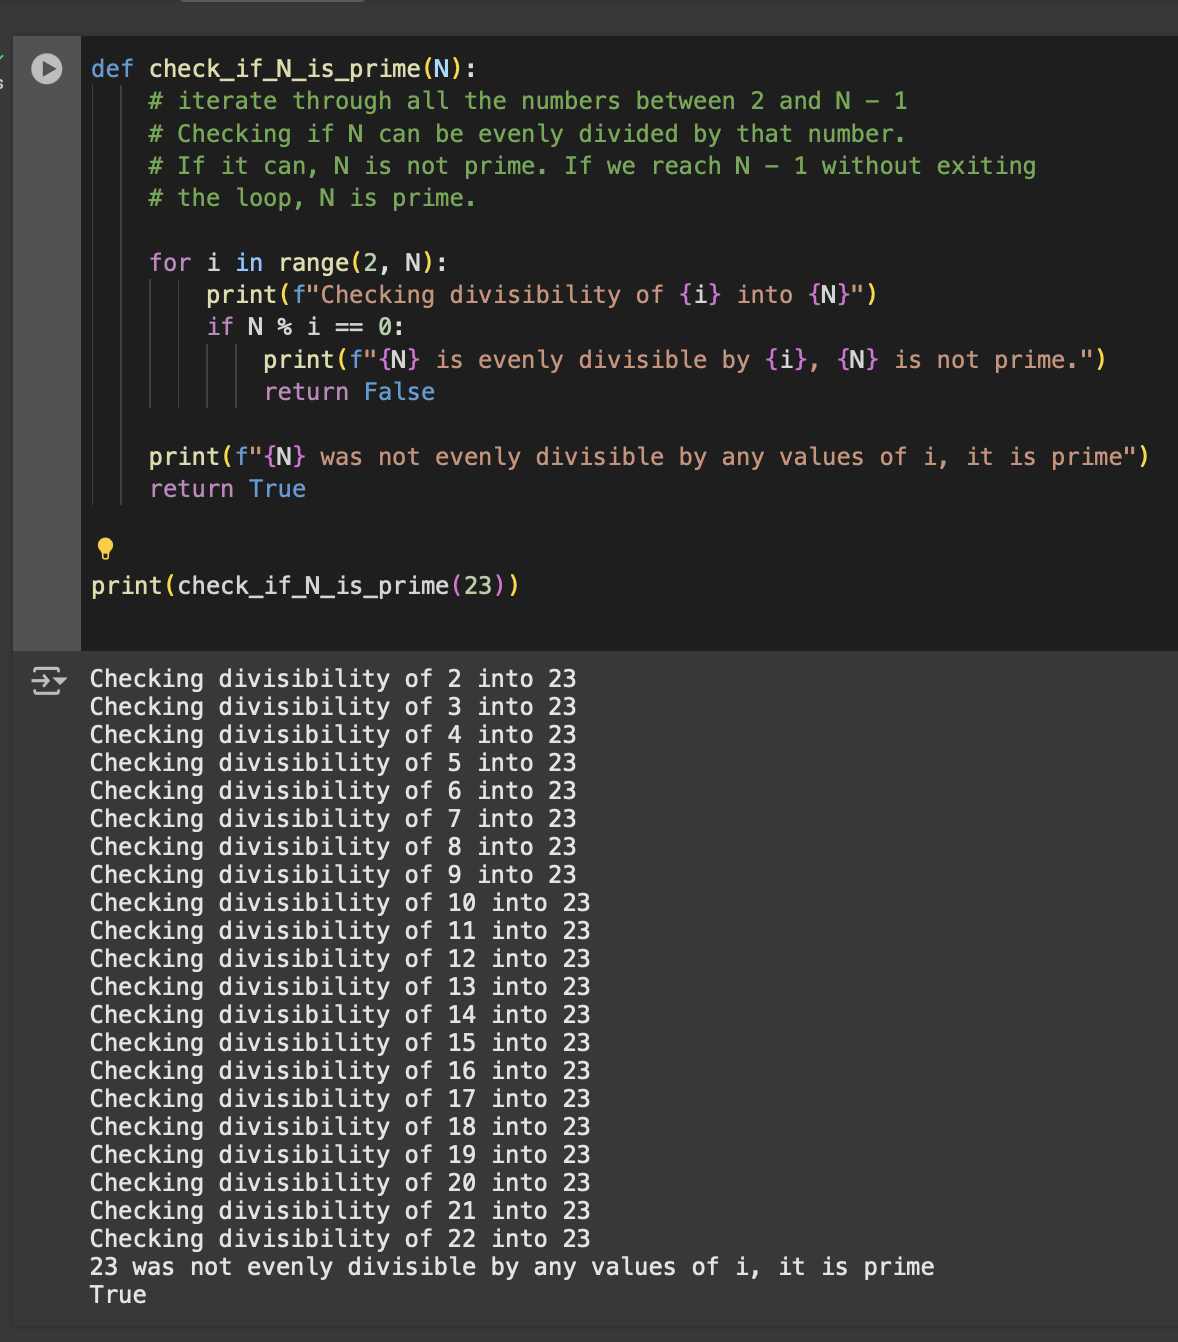 def check_if_N_is_prime(N):
    # iterate through all the numbers between 2 and N - 1
    # Checking if N can be evenly divided by that number.
    # If it can, N is not prime. If we reach N - 1 without exiting
    # the loop, N is prime.

    for i in range(2, N):
        print(f"Checking divisibility of {i} into {N}")
        if N % i == 0:
            print(f"{N} is evenly divisible by {i}, {N} is not prime.")
            return False

    print(f"{N} was not evenly divisible by any values of i, it is prime")
    return True

print(check_if_N_is_prime(23))

Checking divisibility of 2 into 23
Checking divisibility of 3 into 23
Checking divisibility of 4 into 23
Checking divisibility of 5 into 23
Checking divisibility of 6 into 23
Checking divisibility of 7 into 23
Checking divisibility of 8 into 23
Checking divisibility of 9 into 23
Checking divisibility of 10 into 23
Checking divisibility of 11 into 23
Checking divisibility of 12 into 23
Checking divisibility of 13 into 23
Checking divisibility of 14 into 23
Checking divisibility of 15 into 23
Checking divisibility of 16 into 23
Checking divisibility of 17 into 23
Checking divisibility of 18 into 23
Checking divisibility of 19 into 23
Checking divisibility of 20 into 23
Checking divisibility of 21 into 23
Checking divisibility of 22 into 23
23 was not evenly divisible by any values of i, it is prime
True